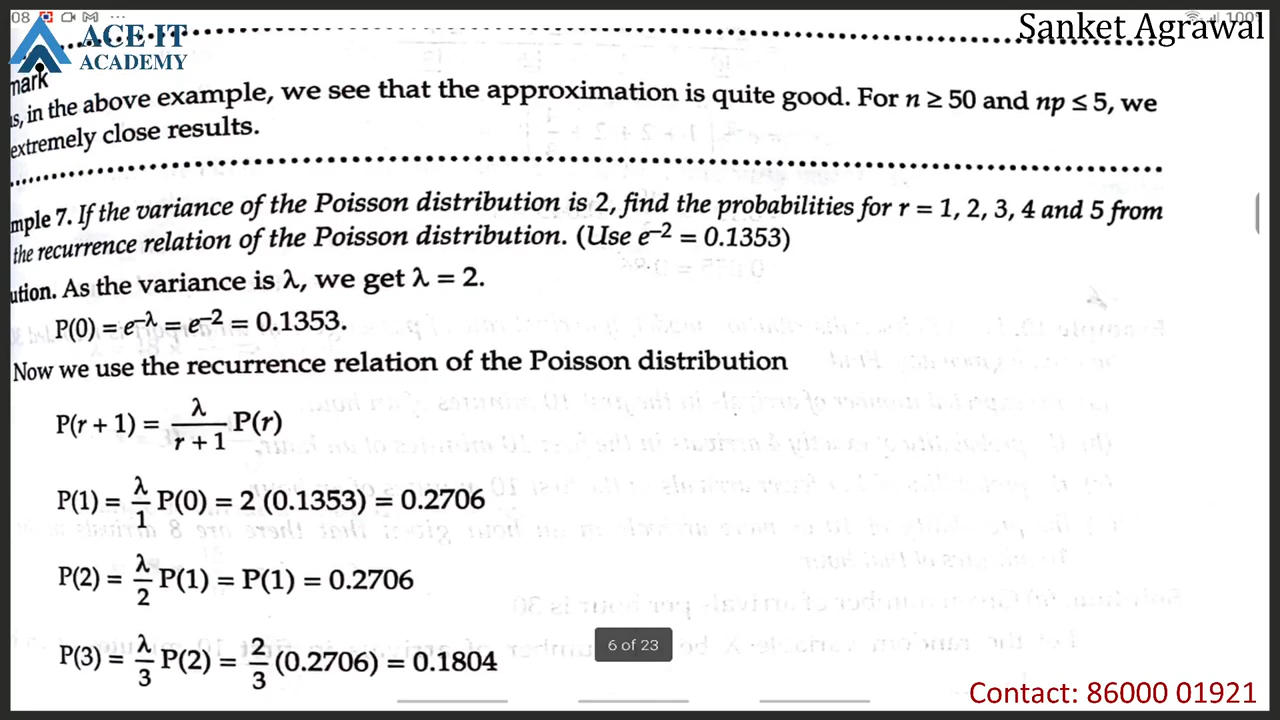 08
Sanket Agrawal
ACE IT
ACADEMY
mark
s, in the above example, we see that the approximation is quite good. For n ≥ 50 and np ≤ 5, we
extremely close results.
mple 7. If the variance of the Poisson distribution is 2, find the probabilities for r = 1, 2, 3, 4 and 5 from
the recurrence relation of the Poisson distribution. (Use e⁻² = 0.1353)
ution. As the variance is λ, we get λ = 2.
P(0) = e⁻λ = e⁻² = 0.1353.
Now we use the recurrence relation of the Poisson distribution
P(r + 1) = λ/(r + 1) P(r)
P(1) = λ/1 P(0) = 2 (0.1353) = 0.2706
P(2) = λ/2 P(1) = P(1) = 0.2706
P(3) = λ/3 P(2) = 2/3 (0.2706) = 0.1804
6 of 23
Contact: 86000 01921